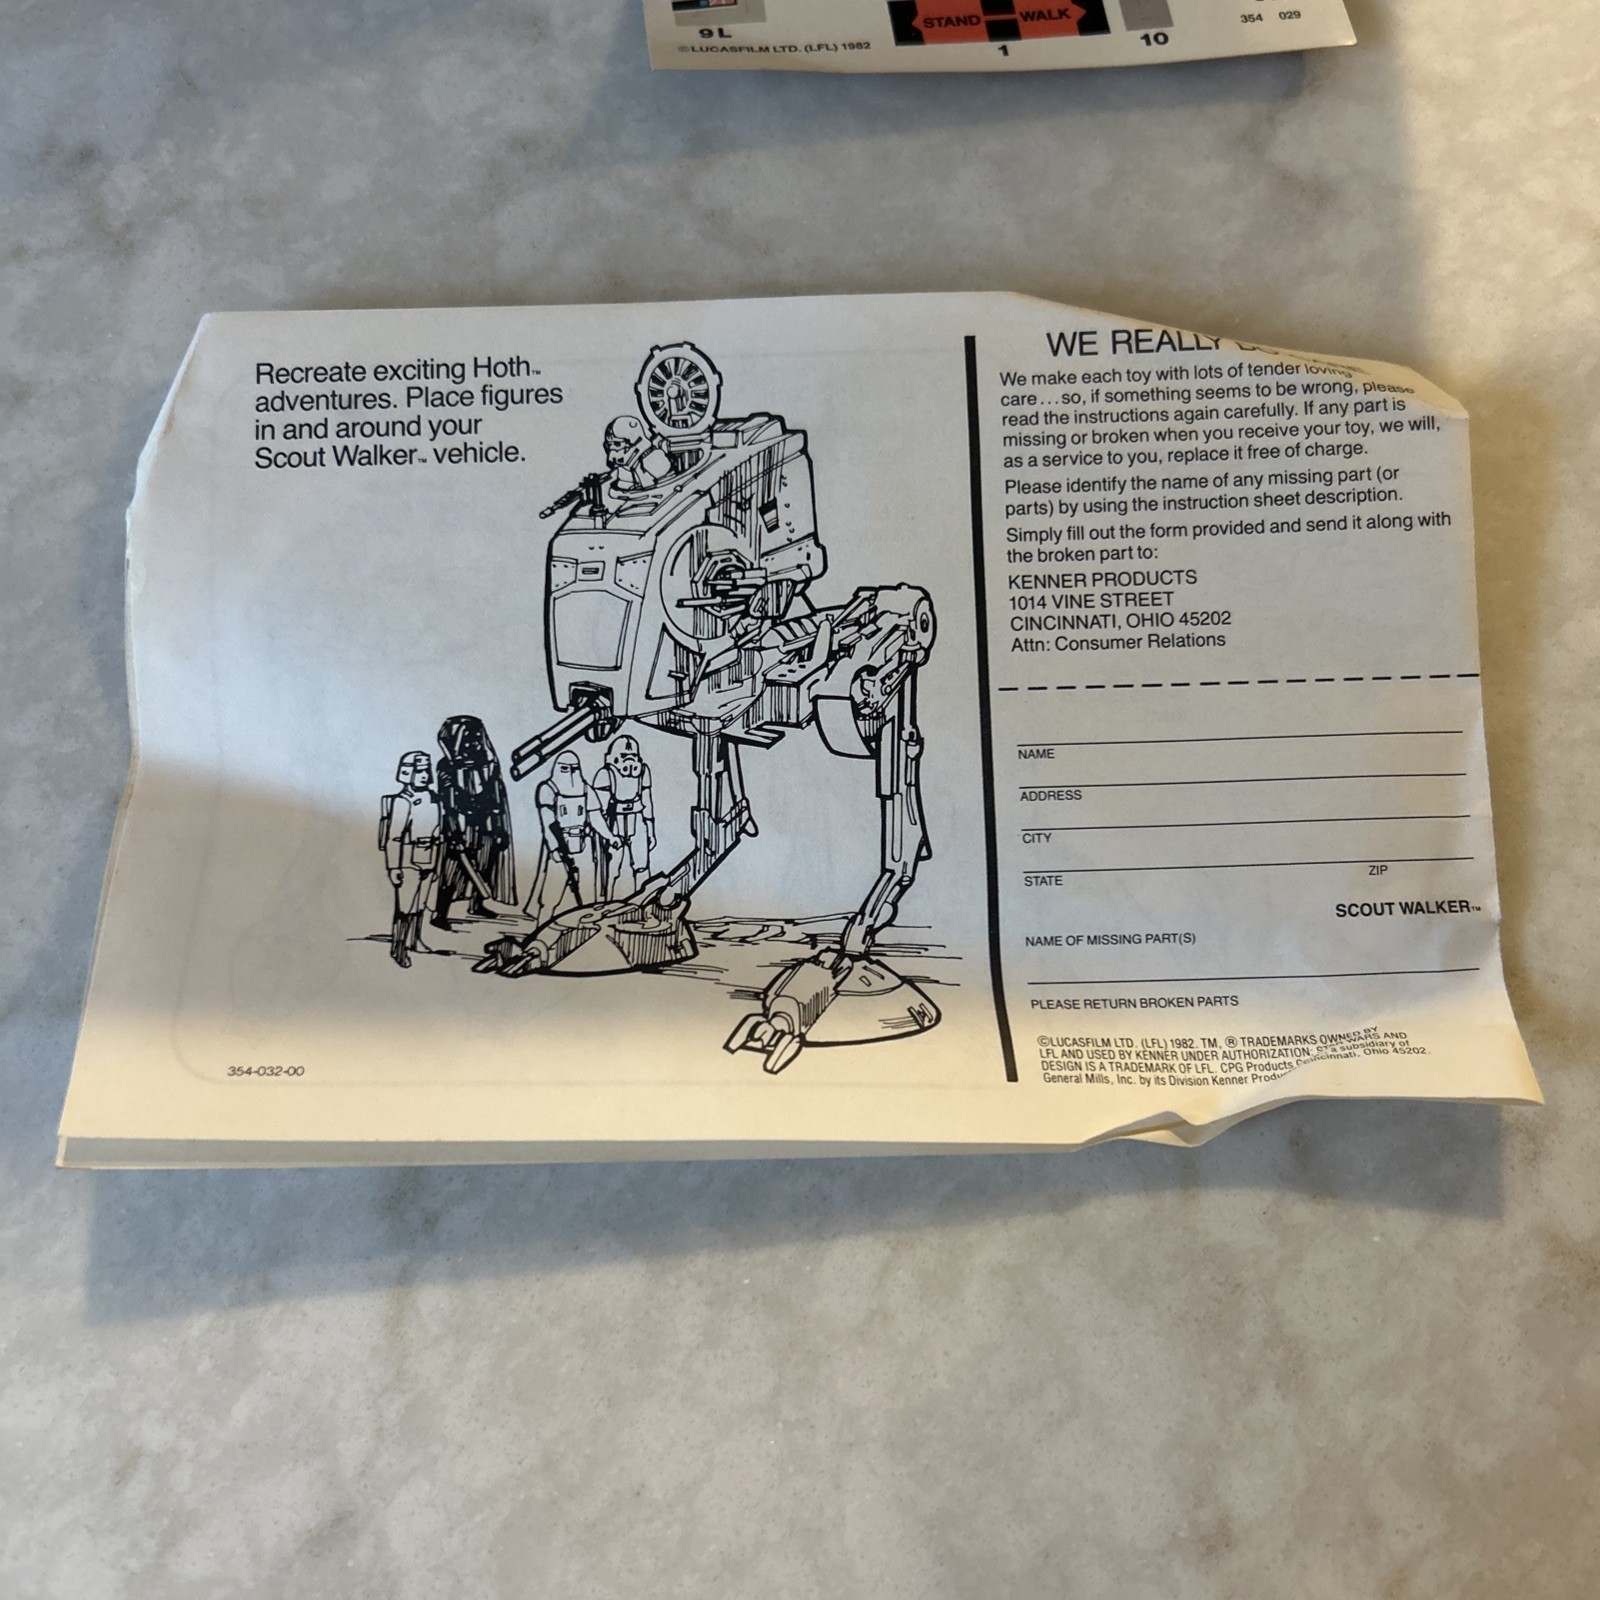 9L
STAND WALK
1
10
354 029
©LUCASFILM LTD. (LFL) 1982
Recreate exciting Hoth™
adventures. Place figures
in and around your
Scout Walker™ vehicle.
354-032-00
WE REALLY
We make each toy with lots of tender loving
care...so, if something seems to be wrong, please
read the instructions again carefully. If any part is
missing or broken when you receive your toy, we will,
as a service to you, replace it free of charge.
Please identify the name of any missing part (or
parts) by using the instruction sheet description.
Simply fill out the form provided and send it along with
the broken part to:
KENNER PRODUCTS
1014 VINE STREET
CINCINNATI, OHIO 45202
Attn: Consumer Relations
NAME
ADDRESS
CITY
STATE ZIP
SCOUT WALKER™
NAME OF MISSING PART(S)
PLEASE RETURN BROKEN PARTS
©LUCASFILM LTD. (LFL) 1982. TM, ® TRADEMARKS OWNED BY
LFL AND USED BY KENNER UNDER AUTHORIZATION. STAR WARS AND
DESIGN IS A TRADEMARK OF LFL. CPG Products a subsidiary of
General Mills, Inc. by its Division Kenner Cincinnati, Ohio 45202.